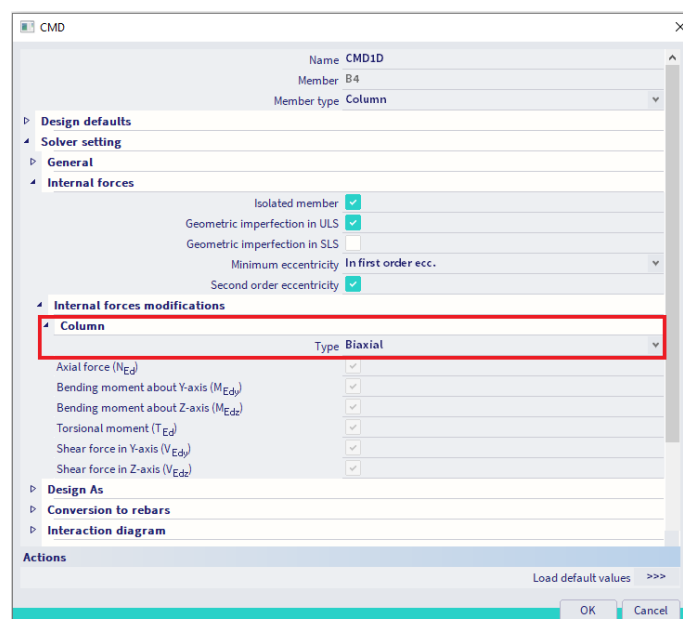 CMD
Name CMD1D
Member B4
Member type Column
Design defaults
Solver setting
General
Internal forces
Isolated member
Geometric imperfection in ULS
Geometric imperfection in SLS
Minimum eccentricity In first order ecc.
Second order eccentricity
Internal forces modifications
Column
Type Biaxial
Axial force (NEd)
Bending moment about Y-axis (MEdy)
Bending moment about Z-axis (MEdz)
Torsional moment (TEd)
Shear force in Y-axis (VEdy)
Shear force in Z-axis (VEdz)
Design As
Conversion to rebars
Interaction diagram
Actions
Load default values >>>
OK Cancel